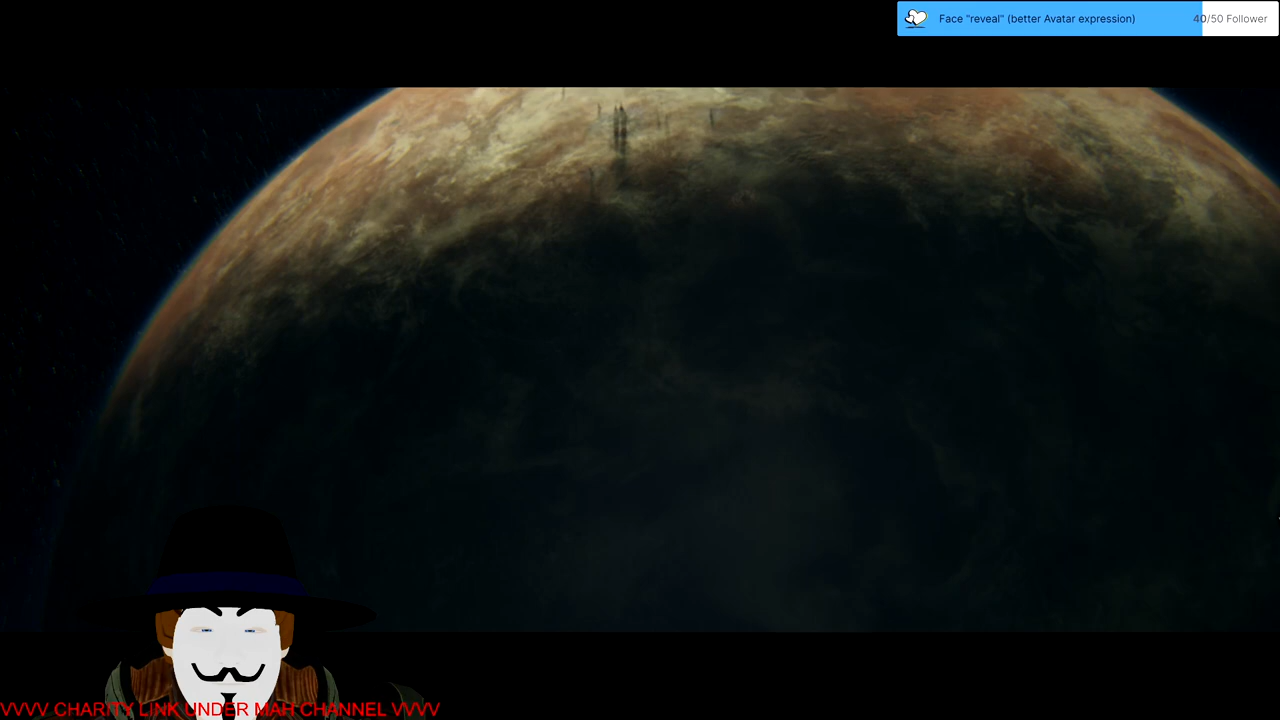 Face "reveal" (better Avatar expression) 40/50 Follower
VVVV CHARITY LINK UNDER MAH CHANNEL VVVV